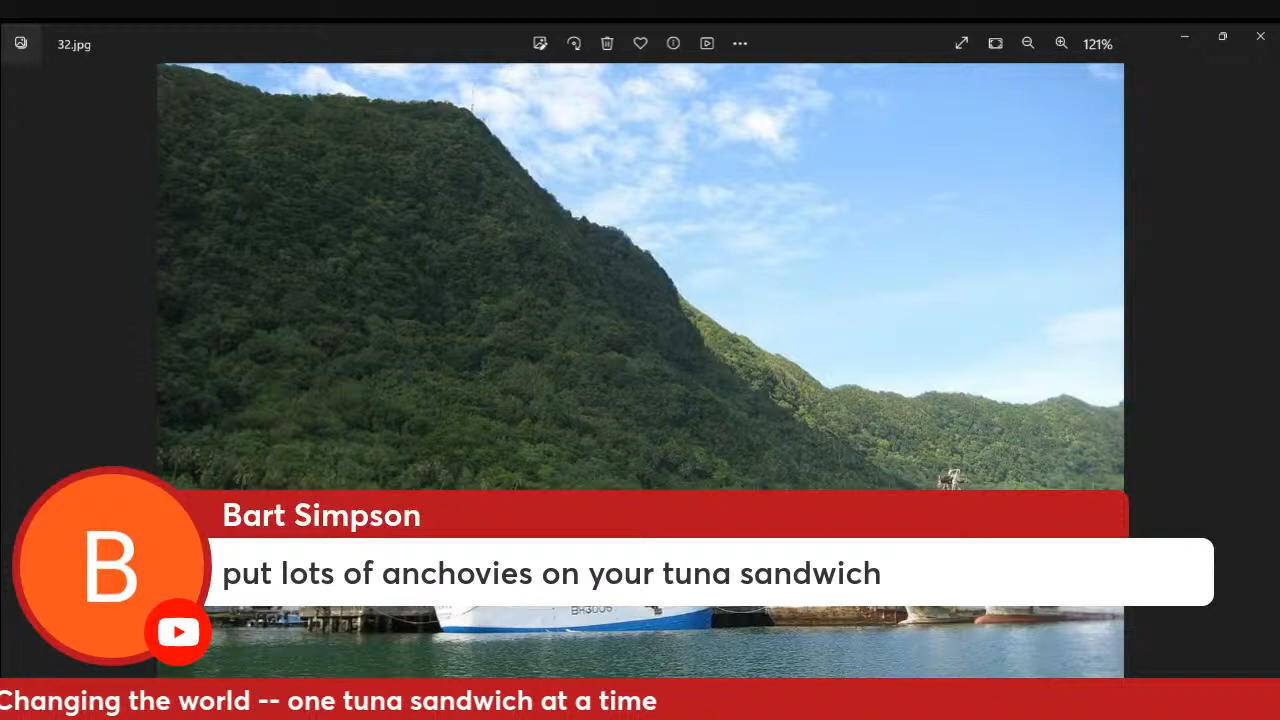 32.jpg
121%
Bart Simpson
B
put lots of anchovies on your tuna sandwich
BH3006
Changing the world -- one tuna sandwich at a time